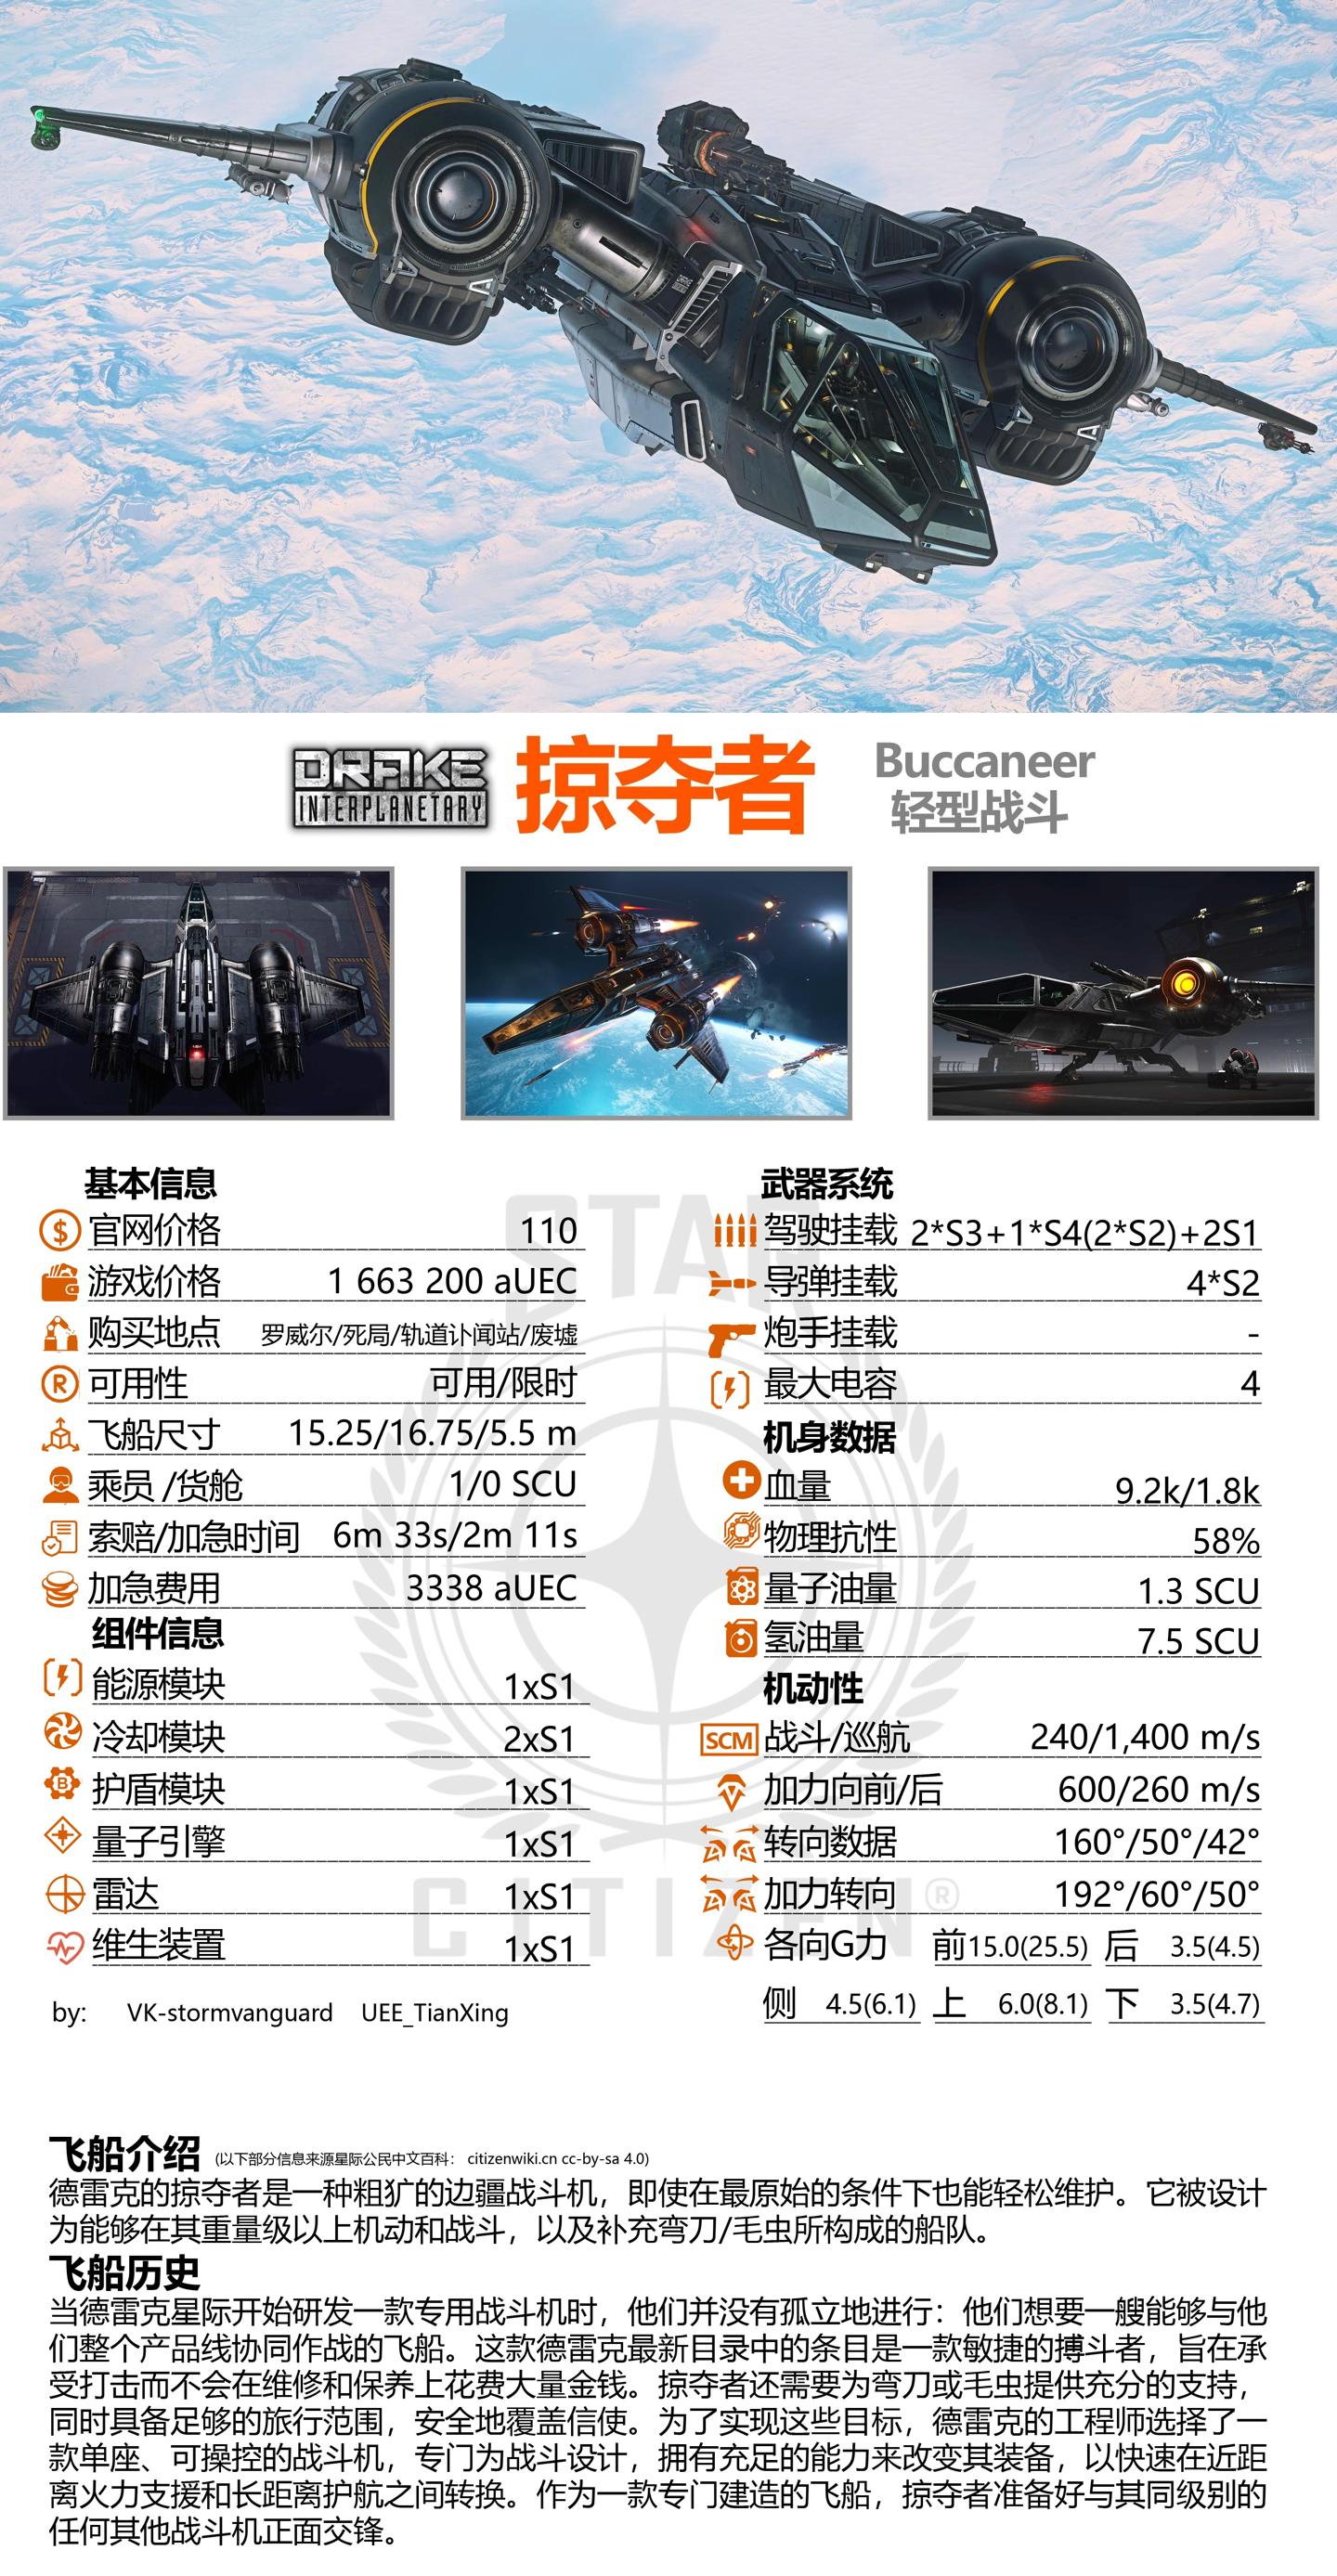 DRAKE
INTERPLANETARY
掠夺者
Buccaneer
轻型战斗
STAR
CITIZEN®
基本信息
官网价格 110
游戏价格 1 663 200 aUEC
购买地点 罗威尔/死局/轨道讣闻站/废墟
可用性 可用/限时
飞船尺寸 15.25/16.75/5.5 m
乘员 /货舱 1/0 SCU
索赔/加急时间 6m 33s/2m 11s
加急费用 3338 aUEC
组件信息
能源模块 1xS1
冷却模块 2xS1
护盾模块 1xS1
量子引擎 1xS1
雷达 1xS1
维生装置 1xS1
by: VK-stormvanguard UEE_TianXing
武器系统
驾驶挂载 2*S3+1*S4(2*S2)+2S1
导弹挂载 4*S2
炮手挂载 -
最大电容 4
机身数据
血量 9.2k/1.8k
物理抗性 58%
量子油量 1.3 SCU
氢油量 7.5 SCU
机动性
SCM 战斗/巡航 240/1,400 m/s
加力向前/后 600/260 m/s
转向数据 160°/50°/42°
加力转向 192°/60°/50°
各向G力 前15.0(25.5) 后 3.5(4.5)
侧 4.5(6.1) 上 6.0(8.1) 下 3.5(4.7)
飞船介绍 (以下部分信息来源星际公民中文百科： citizenwiki.cn cc-by-sa 4.0)
德雷克的掠夺者是一种粗犷的边疆战斗机，即使在最原始的条件下也能轻松维护。它被设计
为能够在其重量级以上机动和战斗，以及补充弯刀/毛虫所构成的船队。
飞船历史
当德雷克星际开始研发一款专用战斗机时，他们并没有孤立地进行：他们想要一艘能够与他
们整个产品线协同作战的飞船。这款德雷克最新目录中的条目是一款敏捷的搏斗者，旨在承
受打击而不会在维修和保养上花费大量金钱。掠夺者还需要为弯刀或毛虫提供充分的支持，
同时具备足够的旅行范围，安全地覆盖信使。为了实现这些目标，德雷克的工程师选择了一
款单座、可操控的战斗机，专门为战斗设计，拥有充足的能力来改变其装备，以快速在近距
离火力支援和长距离护航之间转换。作为一款专门建造的飞船，掠夺者准备好与其同级别的
任何其他战斗机正面交锋。